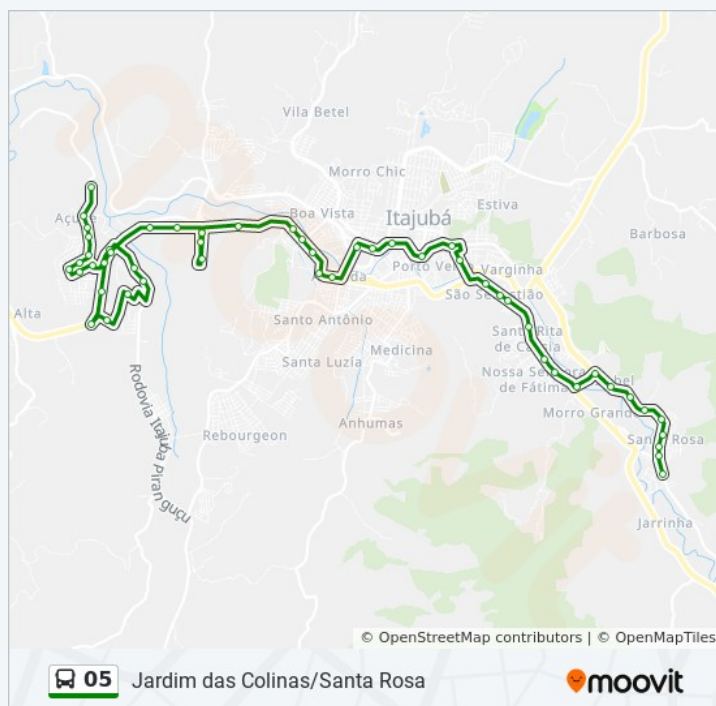 Vila Betel
Morro Chic
Estiva
Açude
Boa Vista
Itajubá
Barbosa
Porto Velho
Varginha
São Sebastião
Alta
Santo Antônio
Santa Rita
de Cássia
Medicina
Santa Luzia
Nossa Senhora
de Fátima
Morro Grande
Rodovia Itajubá Piranguçu
Rebourgeon
Anhumas
Santa Rosa
Jarrinha
© OpenStreetMap contributors | © OpenMapTiles
05 Jardim das Colinas/Santa Rosa
moovit